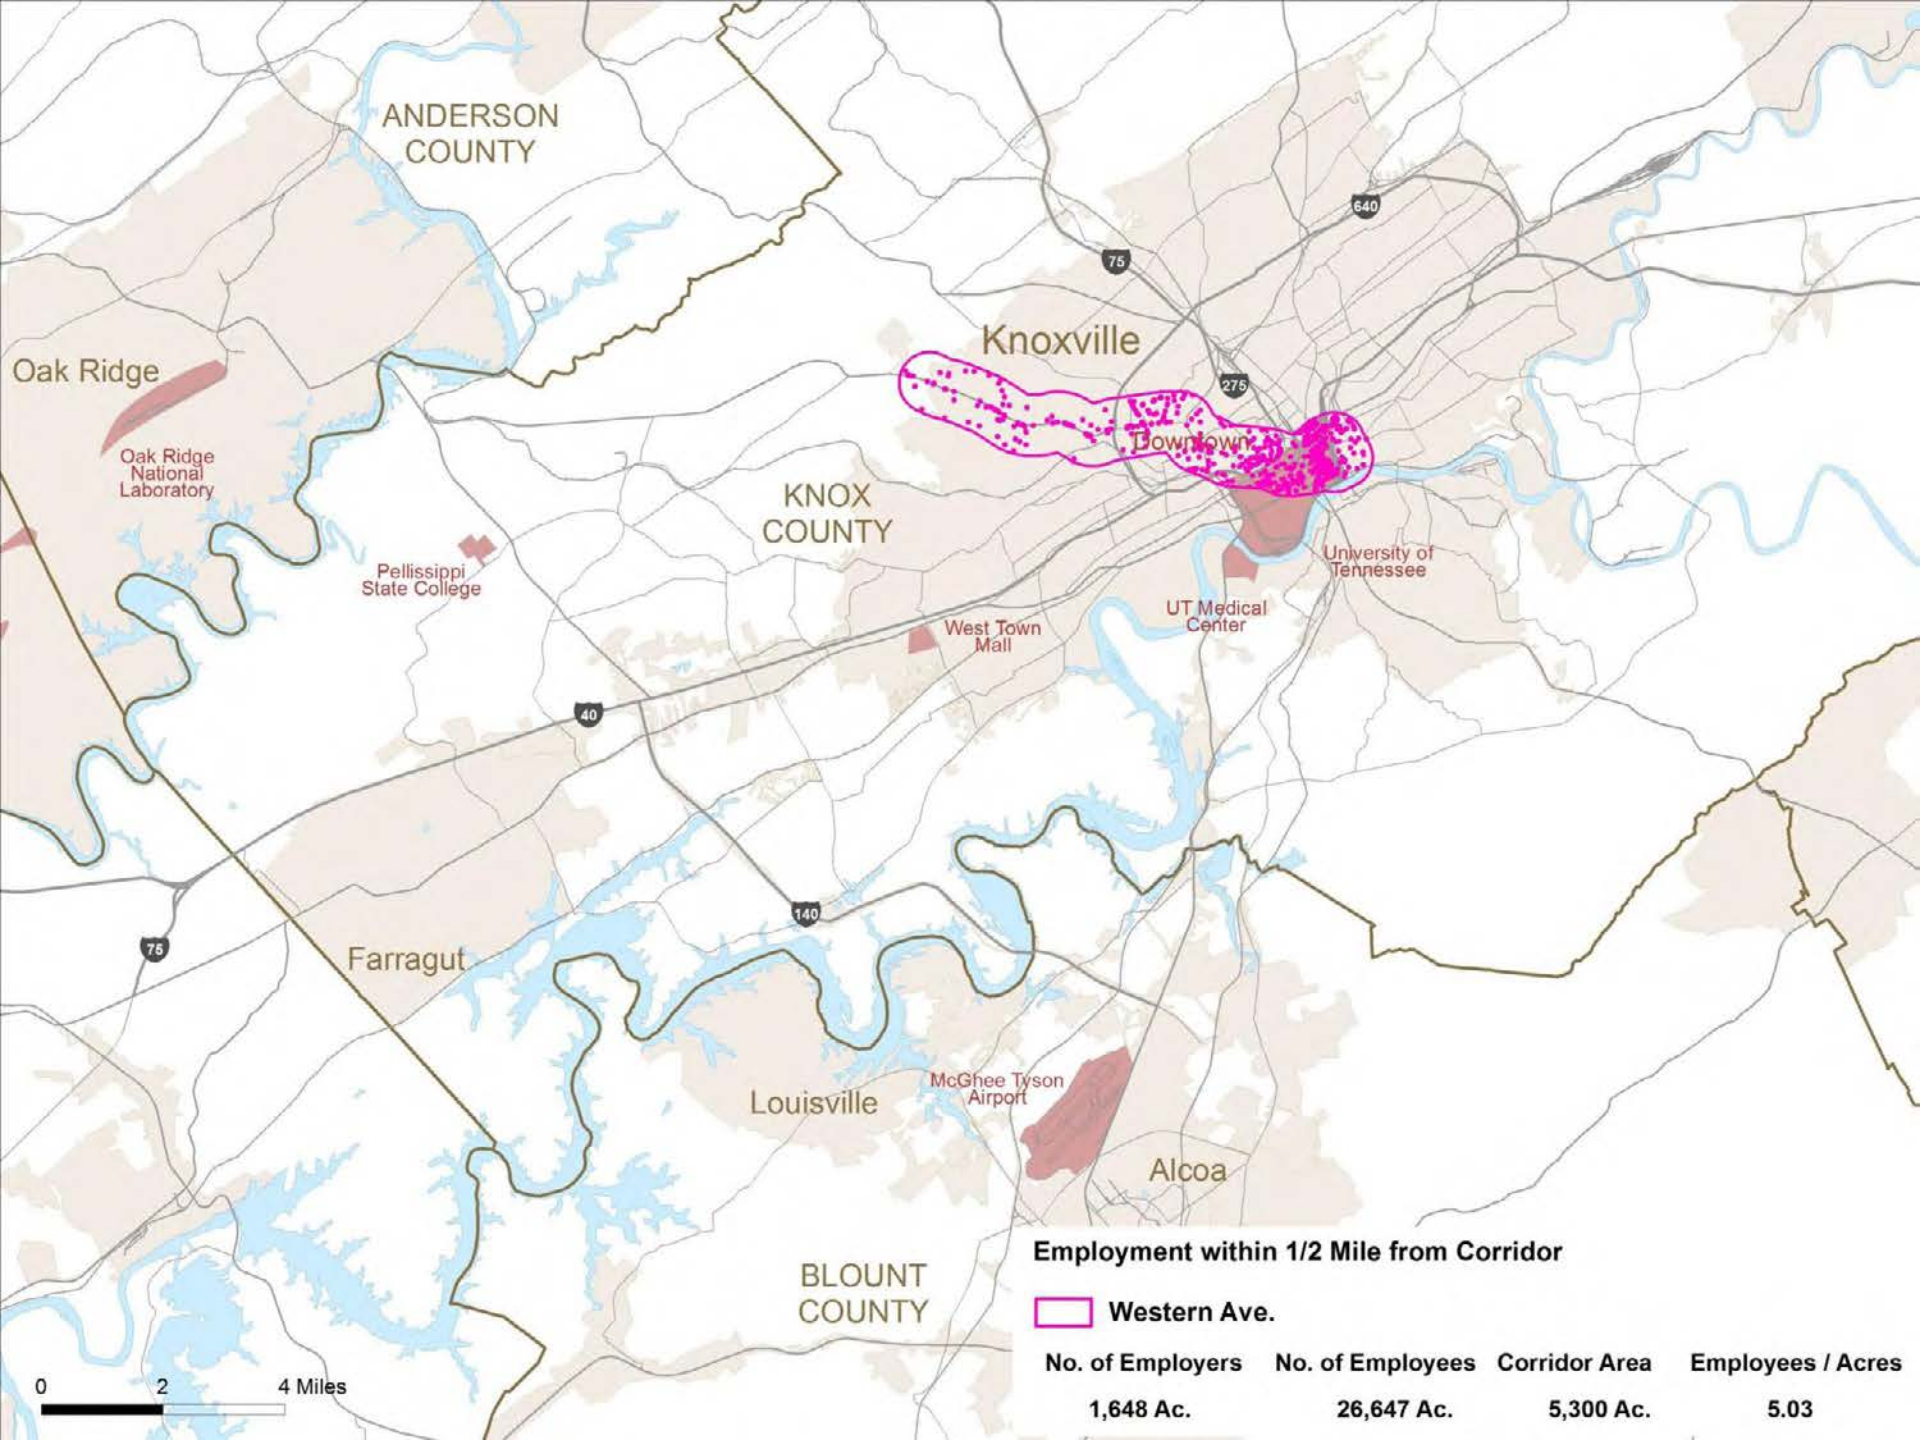 ANDERSON
COUNTY
640
75
Knoxville
Oak Ridge
275
Downtown
Oak Ridge
National
Laboratory
KNOX
COUNTY
University of
Tennessee
Pellissippi
State College
UT Medical
Center
West Town
Mall
40
140
75
Farragut
McGhee Tyson
Airport
Louisville
Alcoa
BLOUNT
COUNTY
Employment within 1/2 Mile from Corridor
Western Ave.
No. of Employers No. of Employees Corridor Area Employees / Acres
1,648 Ac. 26,647 Ac. 5,300 Ac. 5.03
0 2 4 Miles